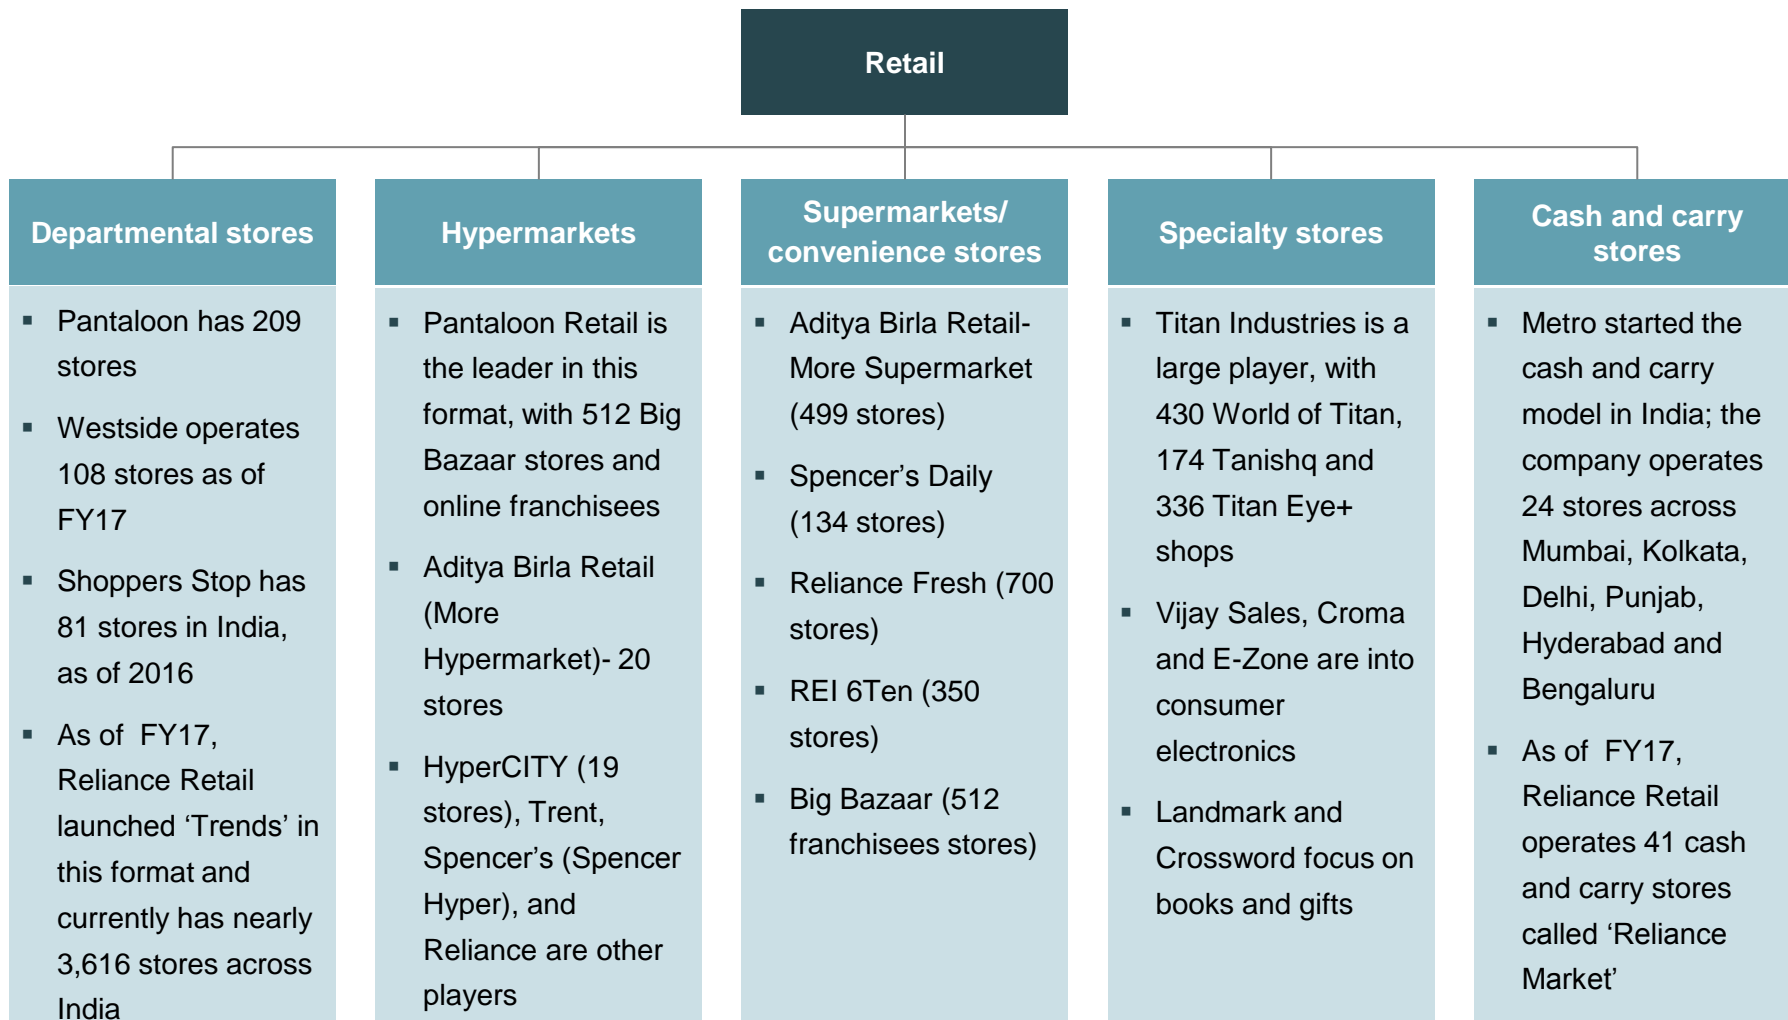 Retail
Departmental stores
Pantaloon has 209
stores
Westside operates
108 stores as of
FY17
Shoppers Stop has
81 stores in India,
as of 2016
As of  FY17,
Reliance Retail
launched ‘Trends’ in
this format and
currently has nearly
3,616 stores across
India
Hypermarkets
Pantaloon Retail is
the leader in this
format, with 512 Big
Bazaar stores and
online franchisees
Aditya Birla Retail
(More
Hypermarket)- 20
stores
HyperCITY (19
stores), Trent,
Spencer’s (Spencer
Hyper), and
Reliance are other
players
Supermarkets/
convenience stores
Aditya Birla Retail-
More Supermarket
(499 stores)
Spencer’s Daily
(134 stores)
Reliance Fresh (700
stores)
REI 6Ten (350
stores)
Big Bazaar (512
franchisees stores)
Specialty stores
Titan Industries is a
large player, with
430 World of Titan,
174 Tanishq and
336 Titan Eye+
shops
Vijay Sales, Croma
and E-Zone are into
consumer
electronics
Landmark and
Crossword focus on
books and gifts
Cash and carry
stores
Metro started the
cash and carry
model in India; the
company operates
24 stores across
Mumbai, Kolkata,
Delhi, Punjab,
Hyderabad and
Bengaluru
As of  FY17,
Reliance Retail
operates 41 cash
and carry stores
called ‘Reliance
Market’